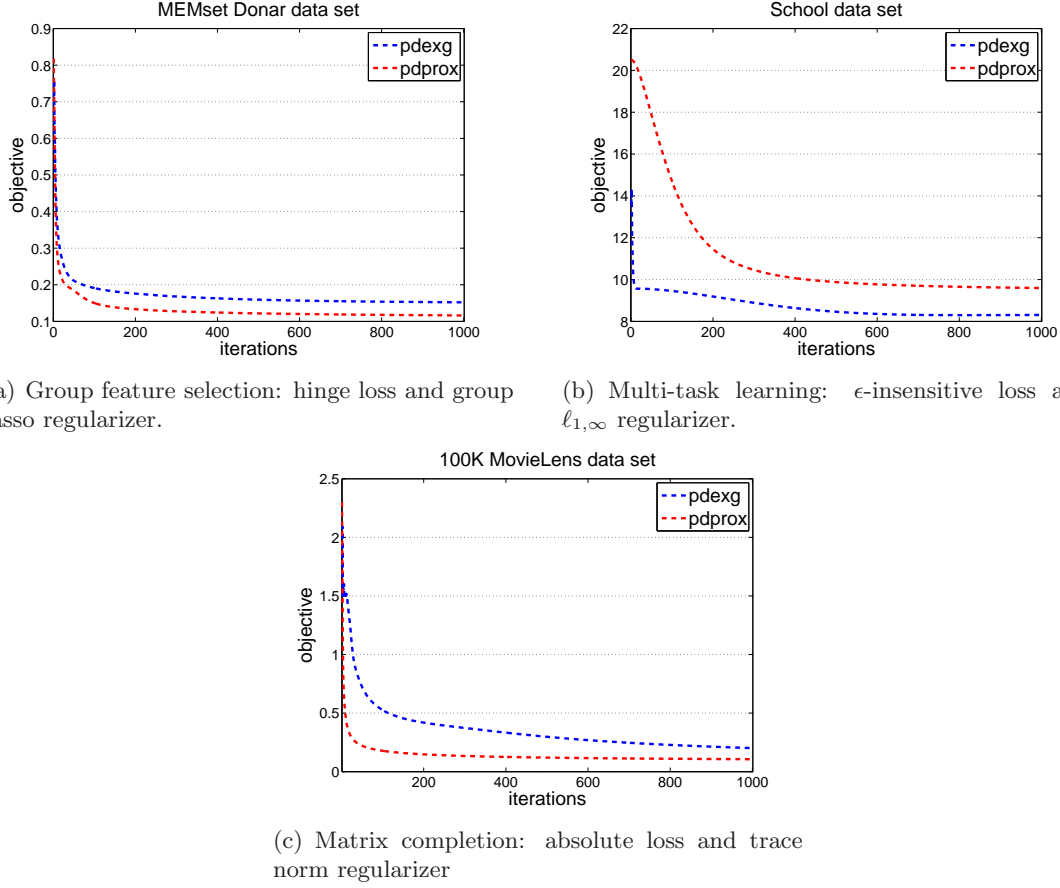 MEMset Donar data set
0.9
0.8
0.7
0.6
0.5
0.4
0.3
0.2
0.1
0 200 400 600 800 1000
objective
iterations
pdexg
pdprox
School data set
22
20
18
16
14
12
10
8
0 200 400 600 800 1000
objective
iterations
pdexg
pdprox
a) Group feature selection: hinge loss and group
asso regularizer.
(b) Multi-task learning: ϵ-insensitive loss a
ℓ1,∞ regularizer.
100K MovieLens data set
2.5
2
1.5
1
0.5
0
200 400 600 800 1000
objective
iterations
pdexg
pdprox
(c) Matrix completion: absolute loss and trace
norm regularizer